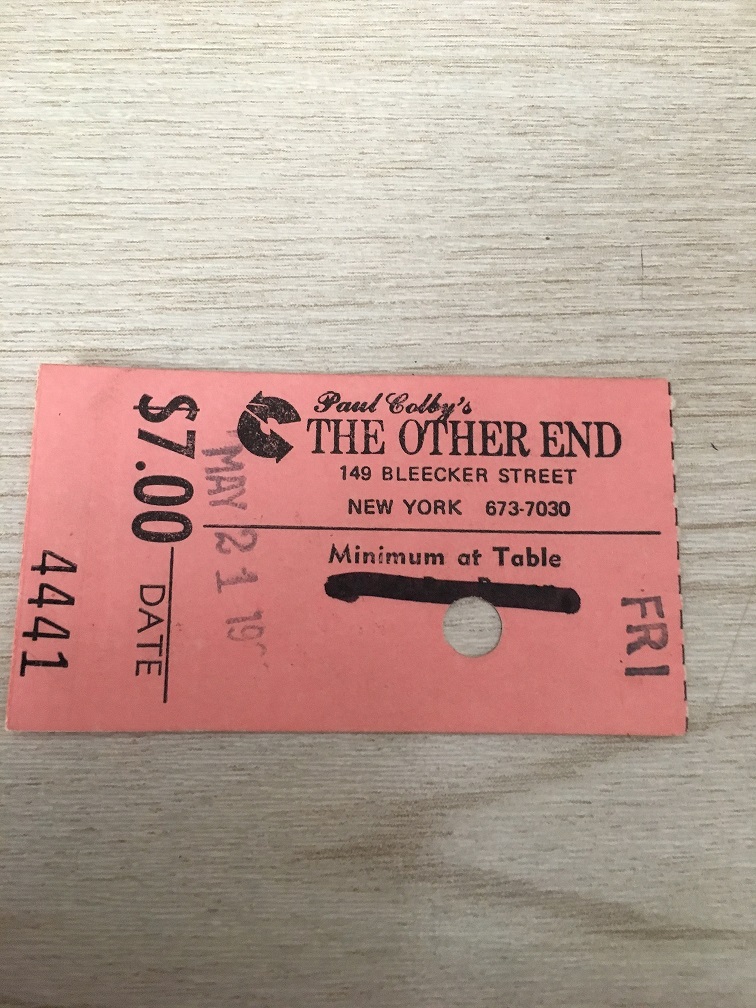 Paul Colby's
THE OTHER END
149 BLEECKER STREET
NEW YORK 673-7030
Minimum at Table
FRI
MAY 21 19
$7.00
DATE
4441